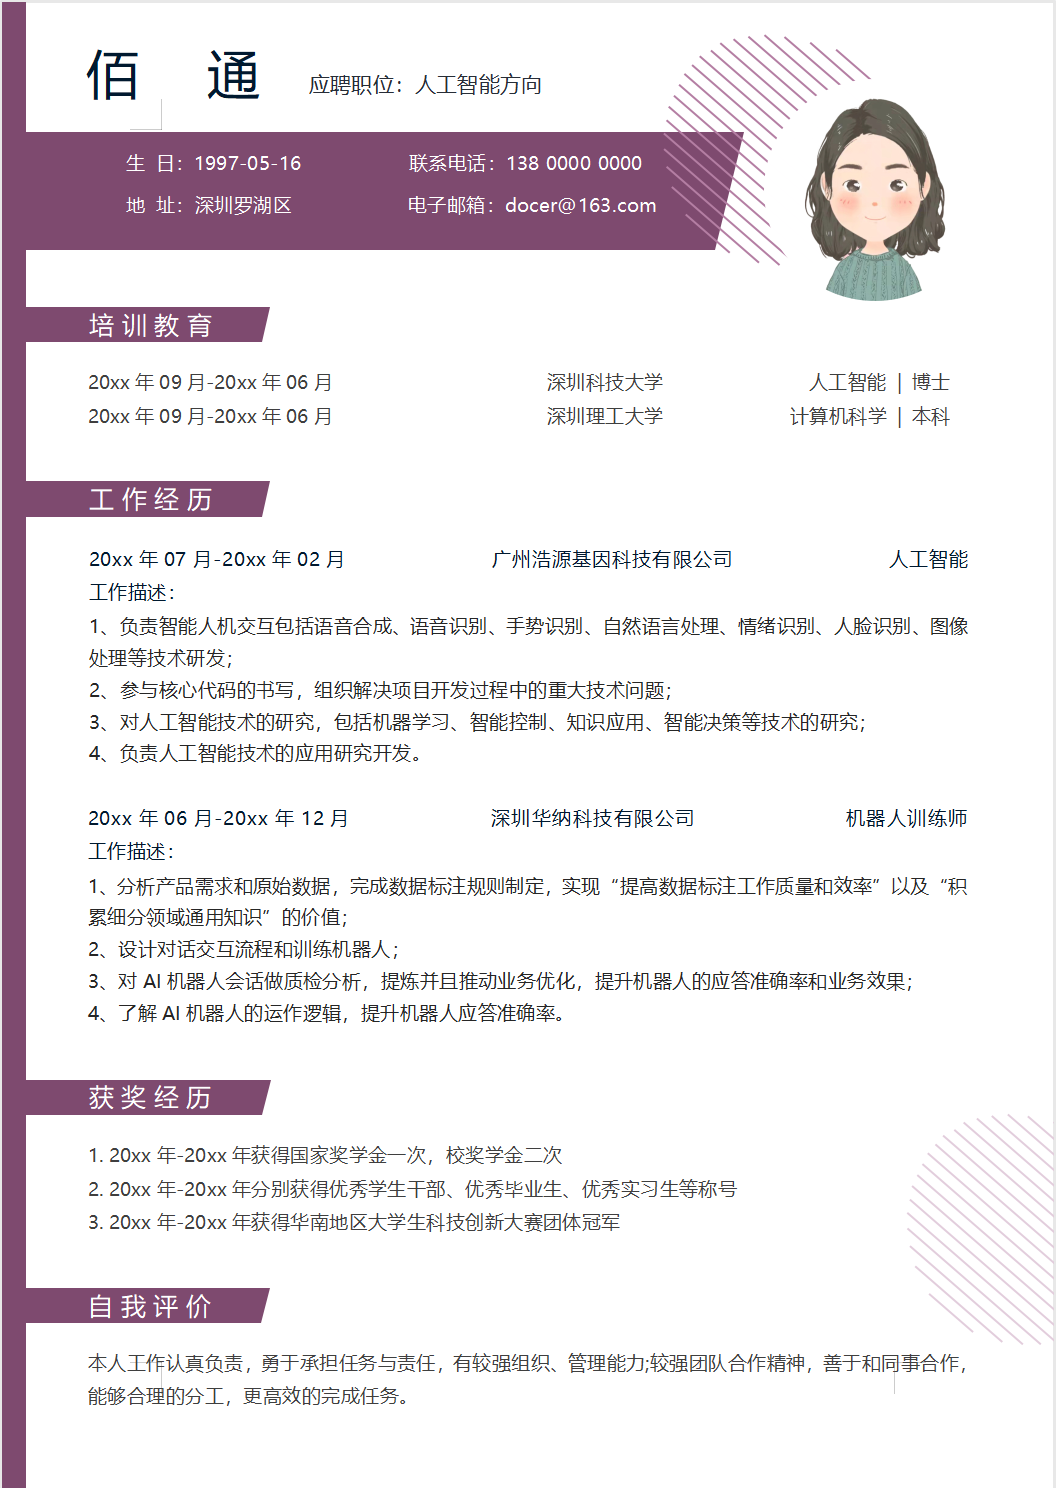 佰 通 应聘职位：人工智能方向
生 日：1997-05-16 联系电话：138 0000 0000
地 址：深圳罗湖区 电子邮箱：docer@163.com
培训教育
20xx 年 09 月-20xx 年 06 月 深圳科技大学 人工智能 | 博士
20xx 年 09 月-20xx 年 06 月 深圳理工大学 计算机科学 | 本科
工作经历
20xx 年 07 月-20xx 年 02 月 广州浩源基因科技有限公司 人工智能
工作描述：
1、负责智能人机交互包括语音合成、语音识别、手势识别、自然语言处理、情绪识别、人脸识别、图像
处理等技术研发；
2、参与核心代码的书写，组织解决项目开发过程中的重大技术问题；
3、对人工智能技术的研究，包括机器学习、智能控制、知识应用、智能决策等技术的研究；
4、负责人工智能技术的应用研究开发。
20xx 年 06 月-20xx 年 12 月 深圳华纳科技有限公司 机器人训练师
工作描述：
1、分析产品需求和原始数据，完成数据标注规则制定，实现“提高数据标注工作质量和效率”以及“积
累细分领域通用知识”的价值；
2、设计对话交互流程和训练机器人；
3、对 AI 机器人会话做质检分析，提炼并且推动业务优化，提升机器人的应答准确率和业务效果；
4、了解 AI 机器人的运作逻辑，提升机器人应答准确率。
获奖经历
1. 20xx 年-20xx 年获得国家奖学金一次，校奖学金二次
2. 20xx 年-20xx 年分别获得优秀学生干部、优秀毕业生、优秀实习生等称号
3. 20xx 年-20xx 年获得华南地区大学生科技创新大赛团体冠军
自我评价
本人工作认真负责，勇于承担任务与责任，有较强组织、管理能力;较强团队合作精神，善于和同事合作，
能够合理的分工，更高效的完成任务。